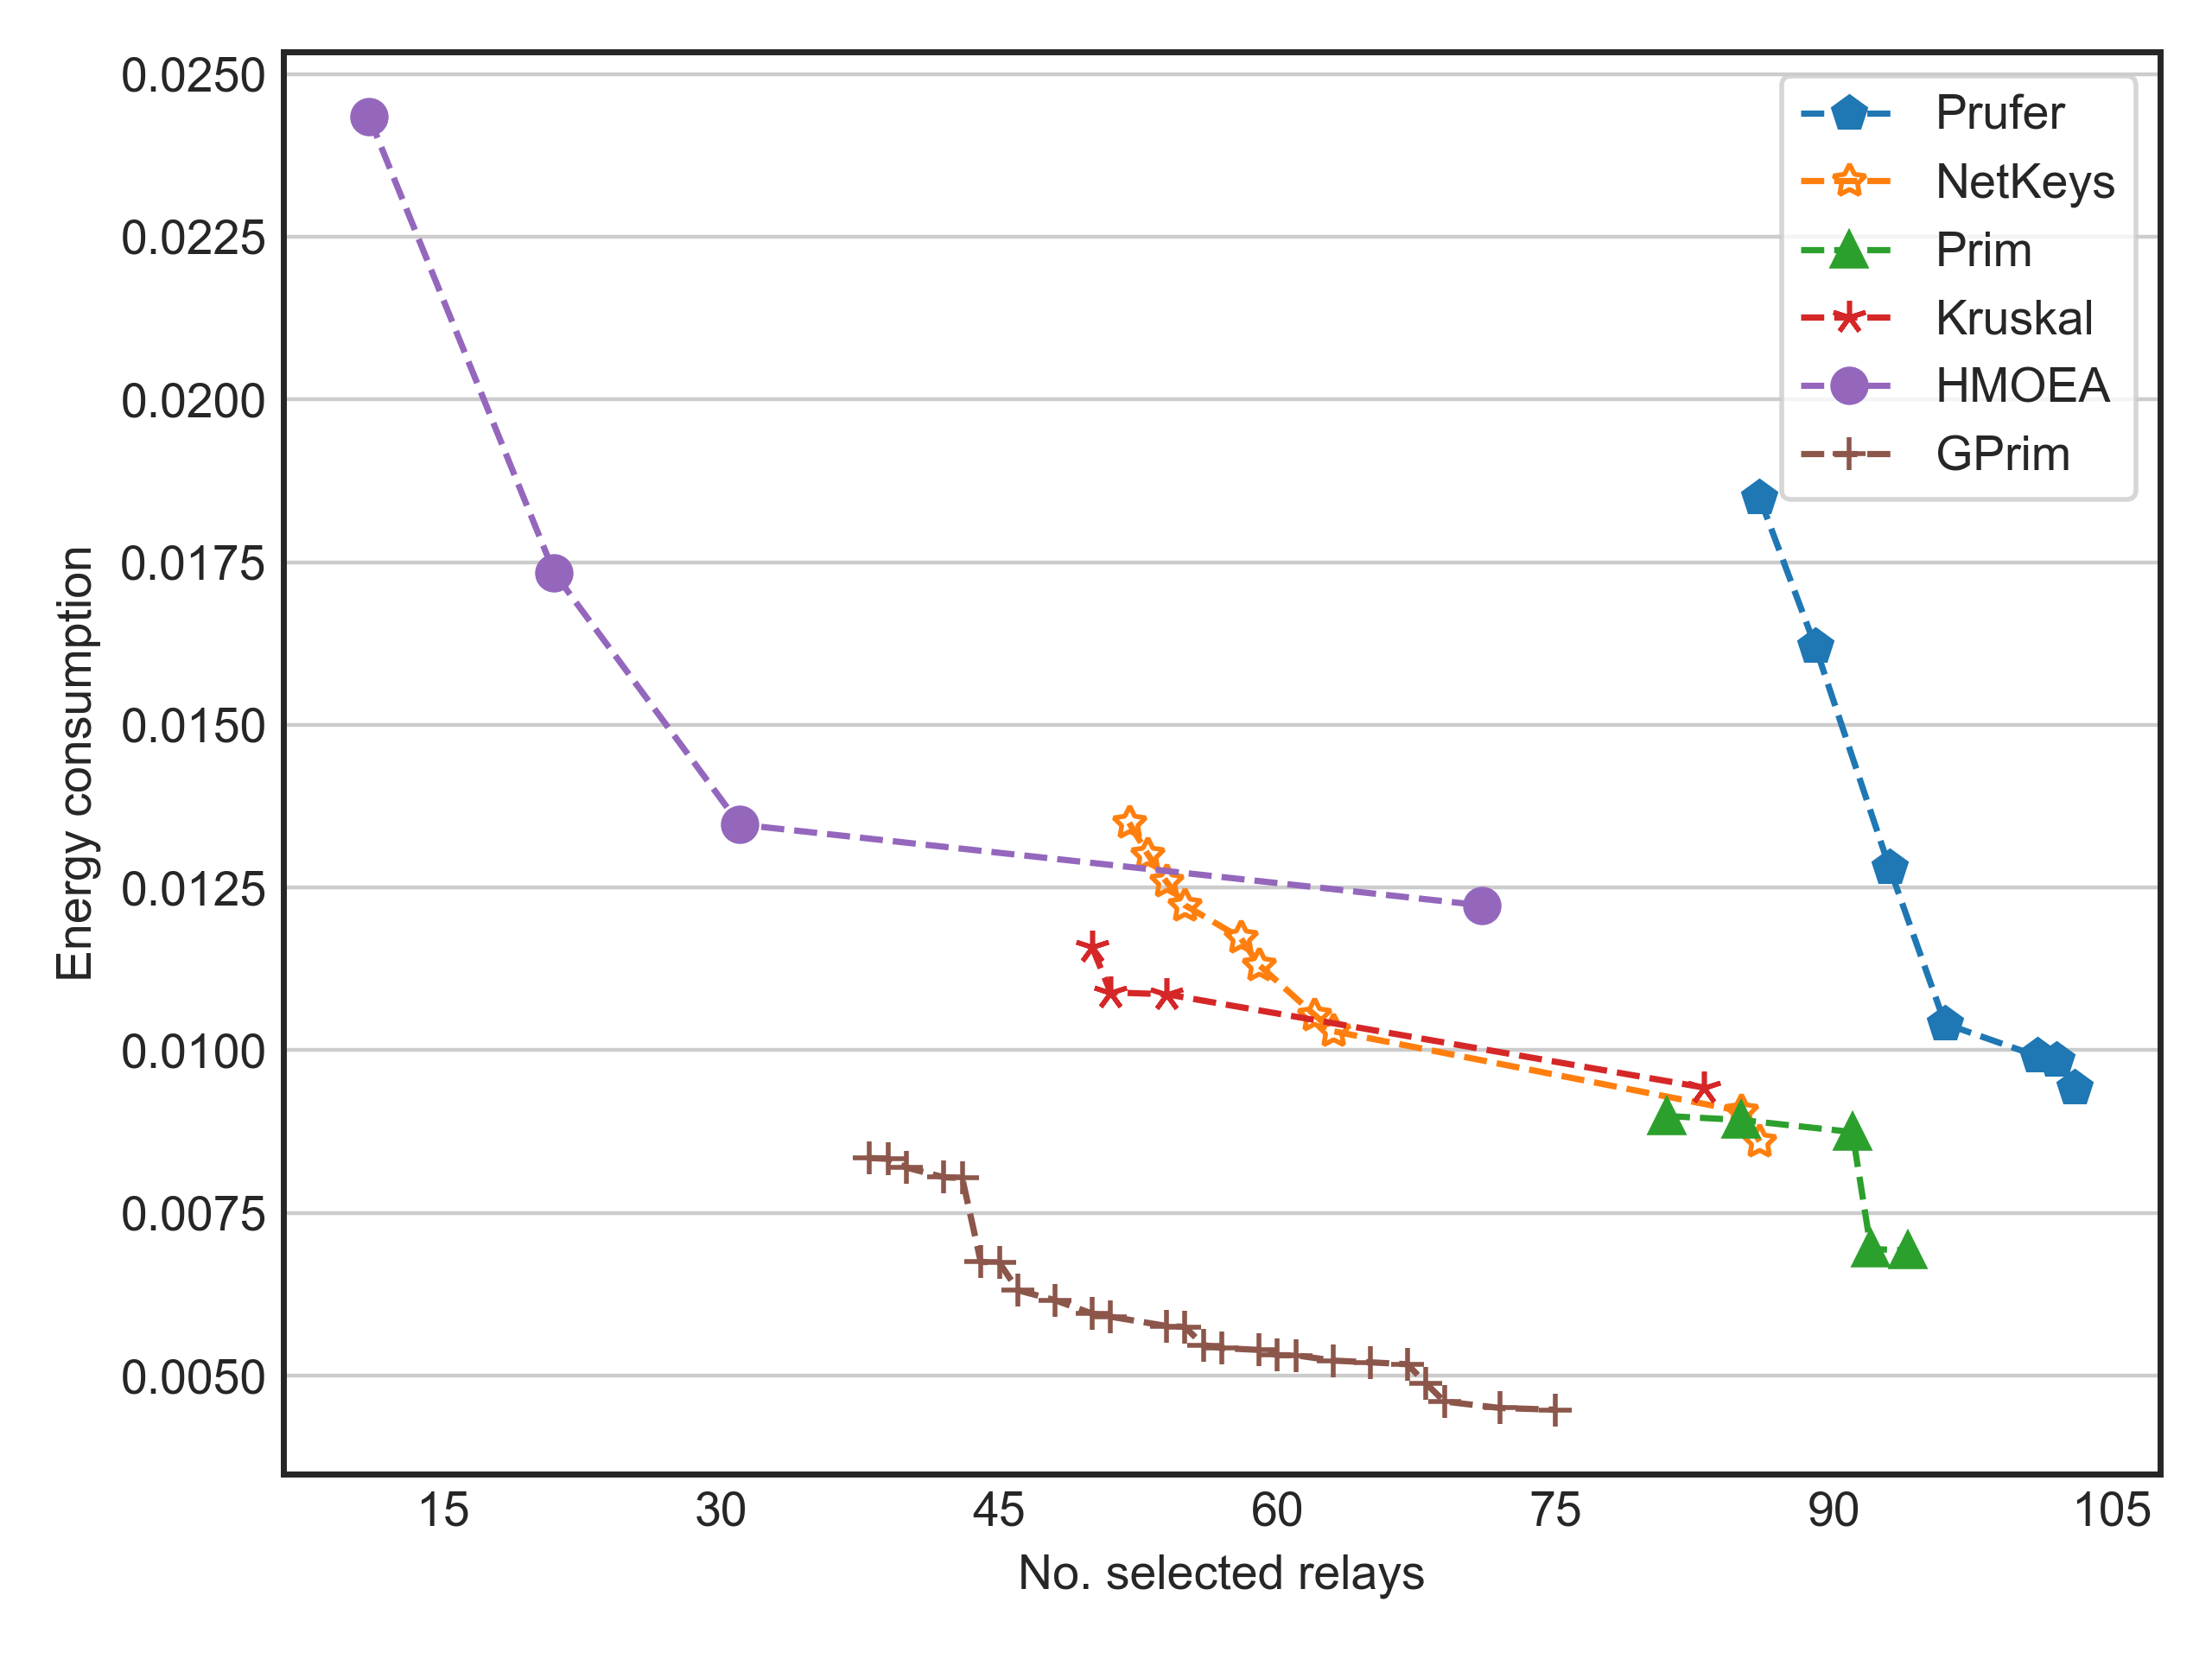 0.0250
0.0225
0.0200
0.0175
0.0150
0.0125
0.0100
0.0075
0.0050
Energy consumption
15 30 45 60 75 90 105
No. selected relays
Prufer
NetKeys
Prim
Kruskal
HMOEA
GPrim